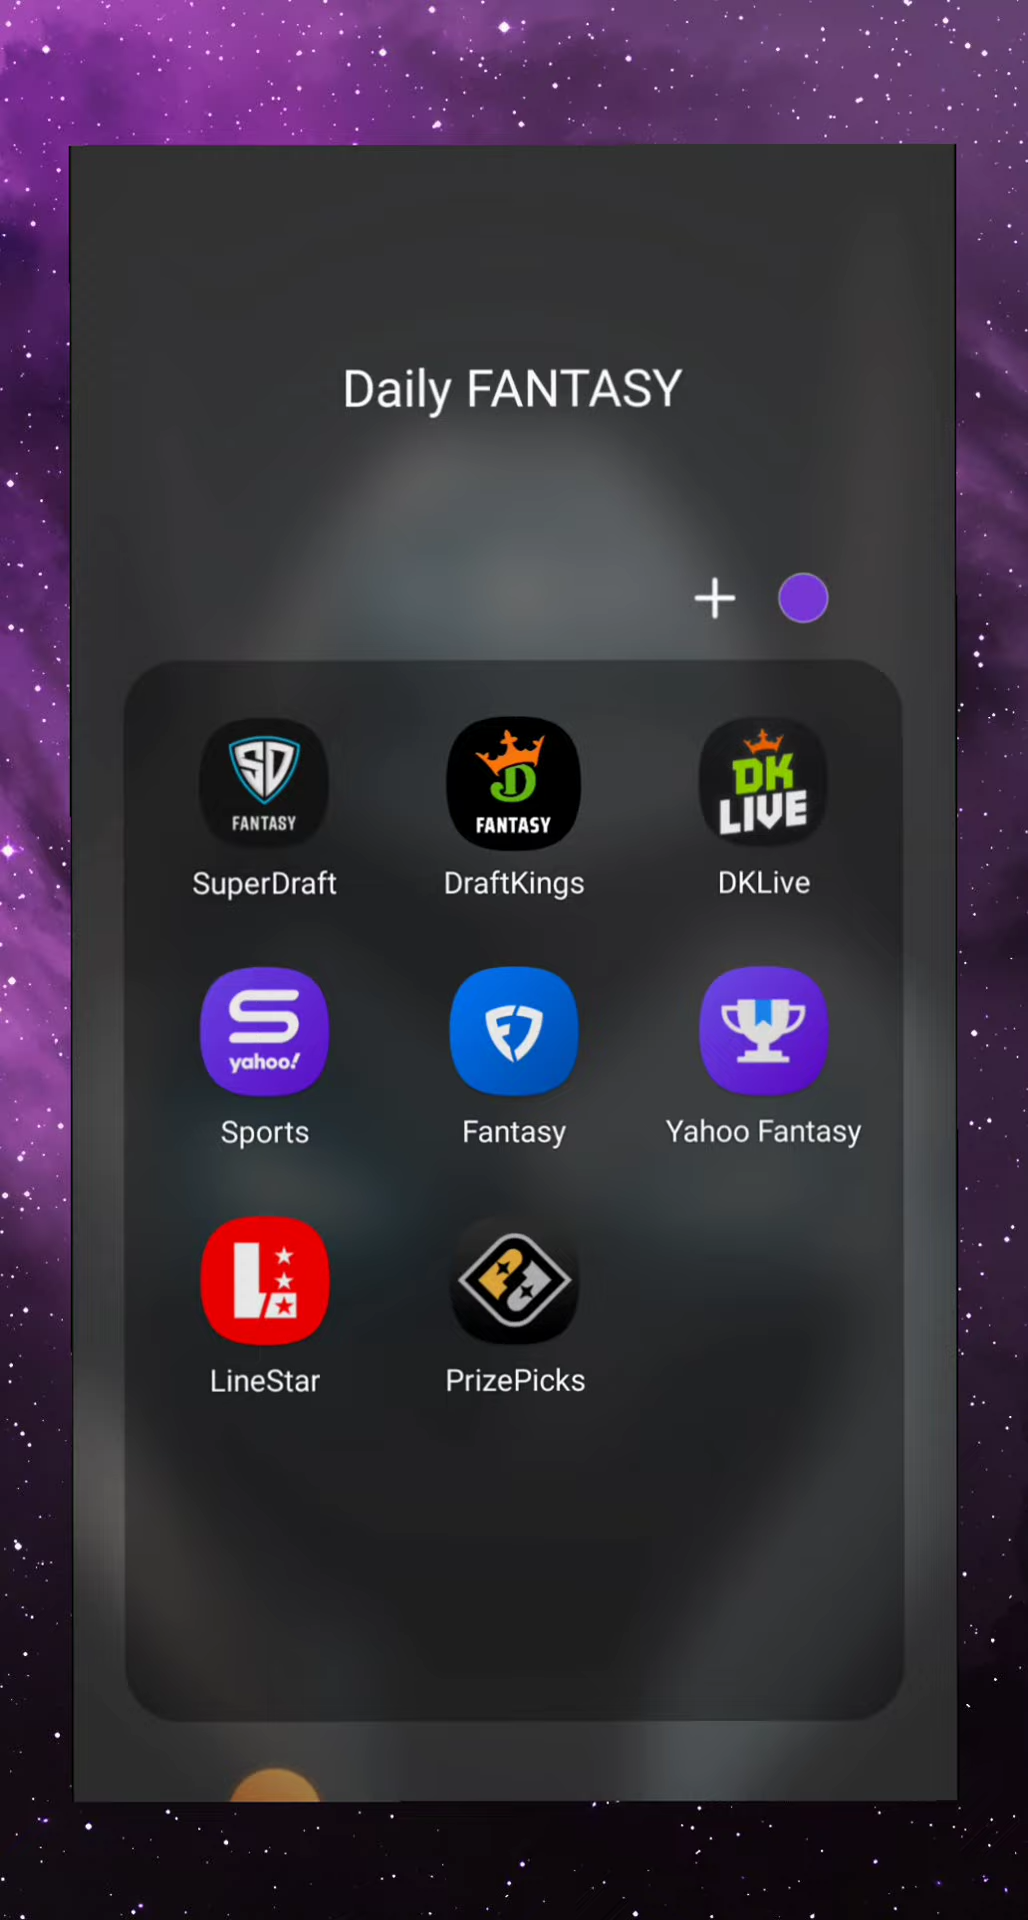 Daily FANTASY
SD
FANTASY
SuperDraft
D
FANTASY
DraftKings
DK
LIVE
DKLive
S
yahoo!
Sports
Fantasy
Yahoo Fantasy
L
LineStar
PrizePicks